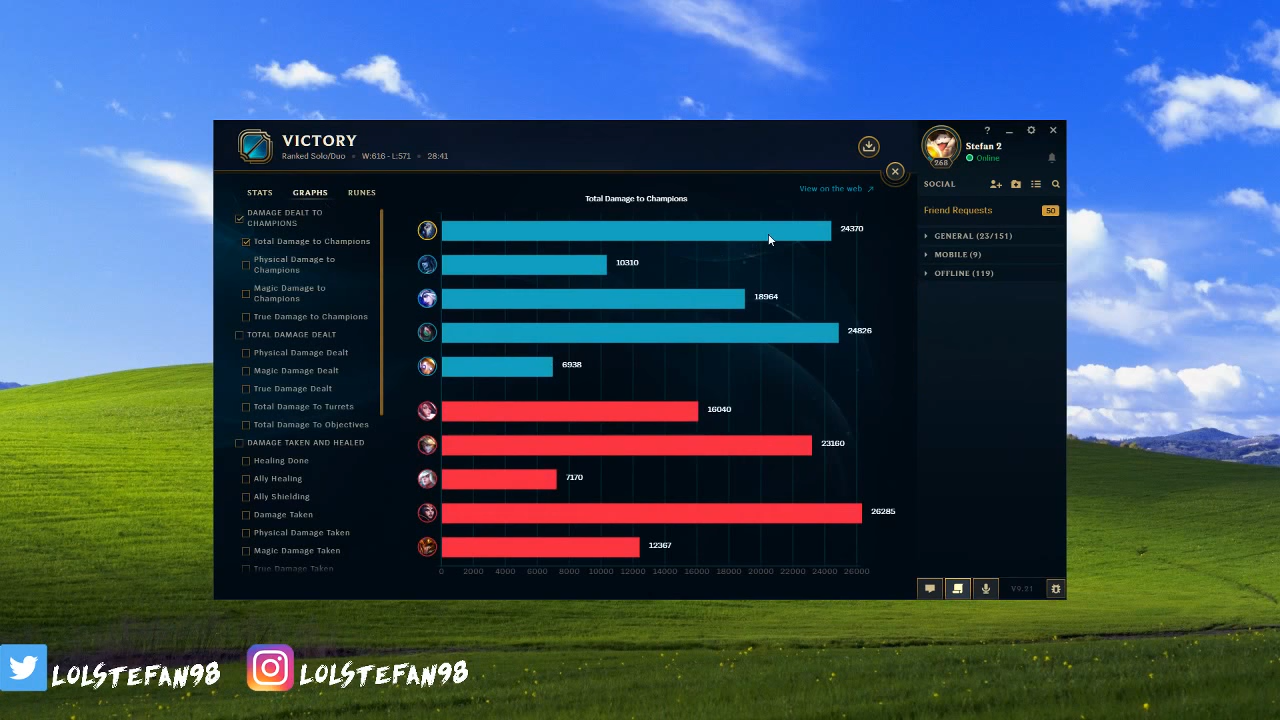 VICTORY
Ranked Solo/Duo • W:616 - L:571 • 28:41
?
Stefan 2
Online
268
STATS
GRAPHS
RUNES
View on the web
SOCIAL
Friend Requests
50
GENERAL (23/151)
MOBILE (9)
OFFLINE (119)
DAMAGE DEALT TO
CHAMPIONS
Total Damage to Champions
Physical Damage to
Champions
Magic Damage to
Champions
True Damage to Champions
TOTAL DAMAGE DEALT
Physical Damage Dealt
Magic Damage Dealt
True Damage Dealt
Total Damage To Turrets
Total Damage To Objectives
DAMAGE TAKEN AND HEALED
Healing Done
Ally Healing
Ally Shielding
Damage Taken
Physical Damage Taken
Magic Damage Taken
True Damage Taken
Total Damage to Champions
24370
10310
18964
24826
6938
16040
23160
7170
26285
12367
0 2000 4000 6000 8000 10000 12000 14000 16000 18000 20000 22000 24000 26000
V9.21
LOLSTEFAN98
LOLSTEFAN98